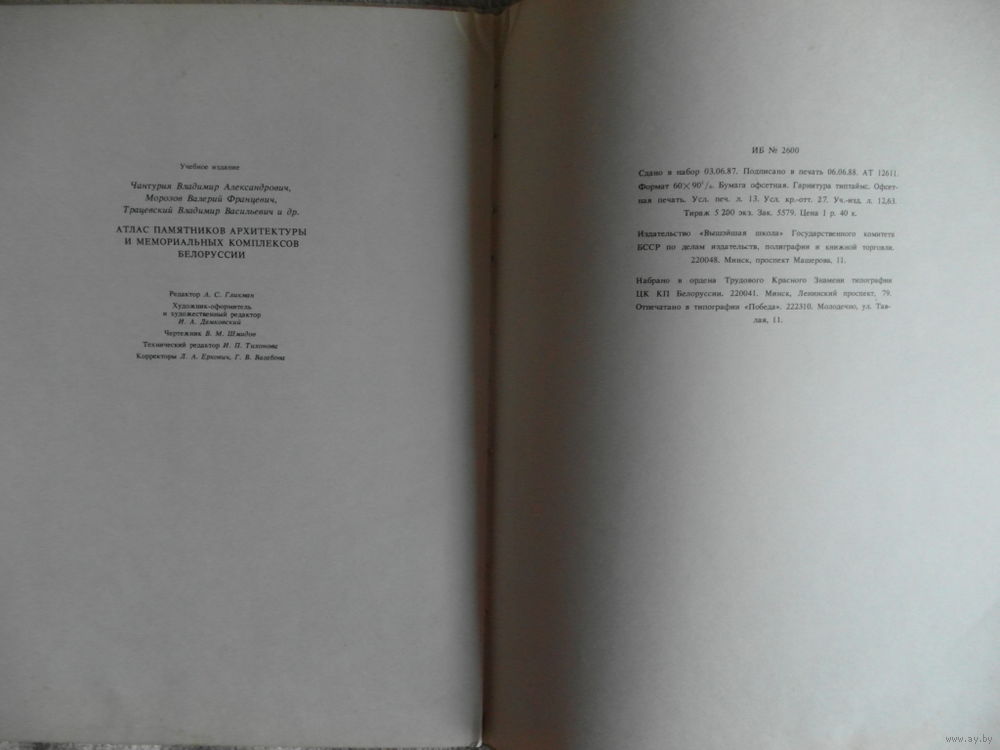 Учебное издание
Чантурия Владимир Александрович,
Морозов Валерий Францевич,
Трацевский Владимир Васильевич и др.
АТЛАС ПАМЯТНИКОВ АРХИТЕКТУРЫ
И МЕМОРИАЛЬНЫХ КОМПЛЕКСОВ
БЕЛОРУССИИ
Редактор А. С. Гликман
Художник-оформитель
и художественный редактор
И. А. Демковский
Чертежник В. М. Шмидов
Технический редактор И. П. Тихонова
Корректоры Л. А. Еркович, Г. В. Вагабова
ИБ № 2600
Сдано в набор 03.06.87. Подписано в печать 06.06.88. АТ 12611.
Формат 60×90 1/8. Бумага офсетная. Гарнитура типтаймс. Офсет-
ная печать. Усл. печ. л. 13. Усл. кр.-отт. 27. Уч.-изд. л. 12,63.
Тираж 5 200 экз. Зак. 5579. Цена 1 р. 40 к.
Издательство «Вышэйшая школа» Государственного комитета
БССР по делам издательств, полиграфии и книжной торговли.
220048. Минск, проспект Машерова, 11.
Набрано в ордена Трудового Красного Знамени типографии
ЦК КП Белоруссии. 220041. Минск, Ленинский проспект, 79.
Отпечатано в типографии «Победа». 222310. Молодечно, ул. Тав-
лая, 11.
www.ay.by